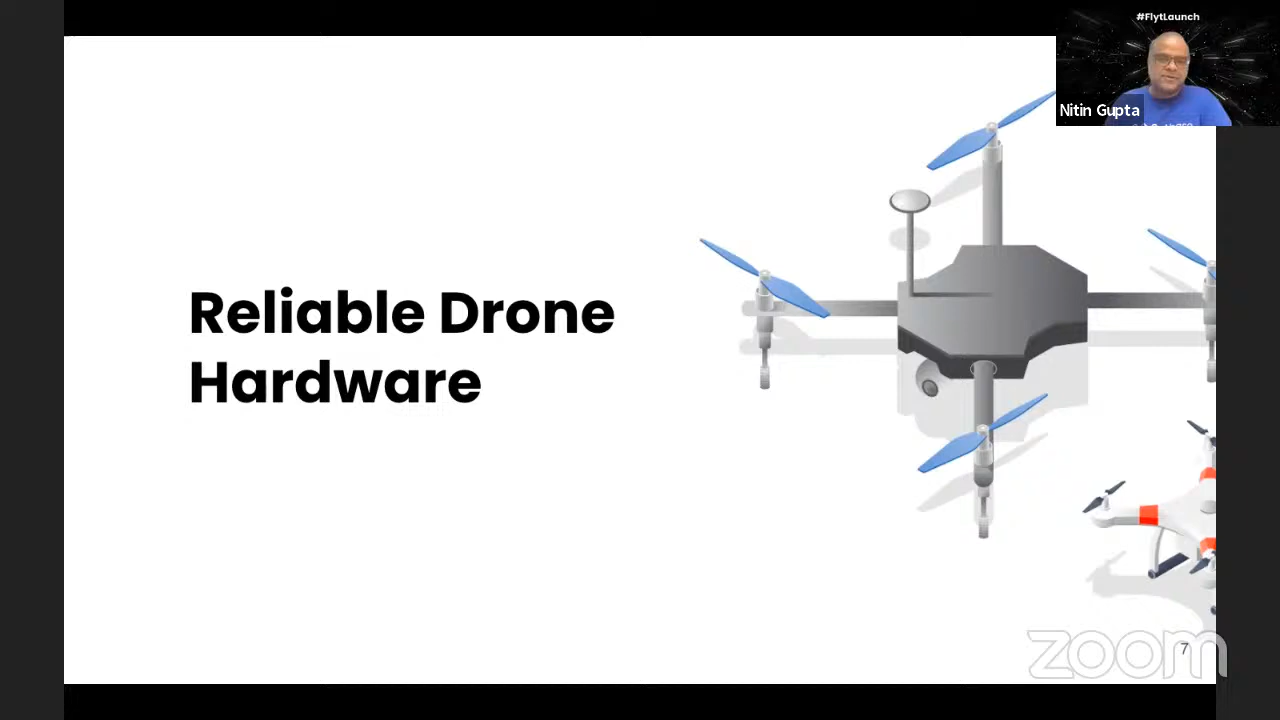 #FlytLaunch
Nitin Gupta
Reliable Drone
Hardware
7
zoom